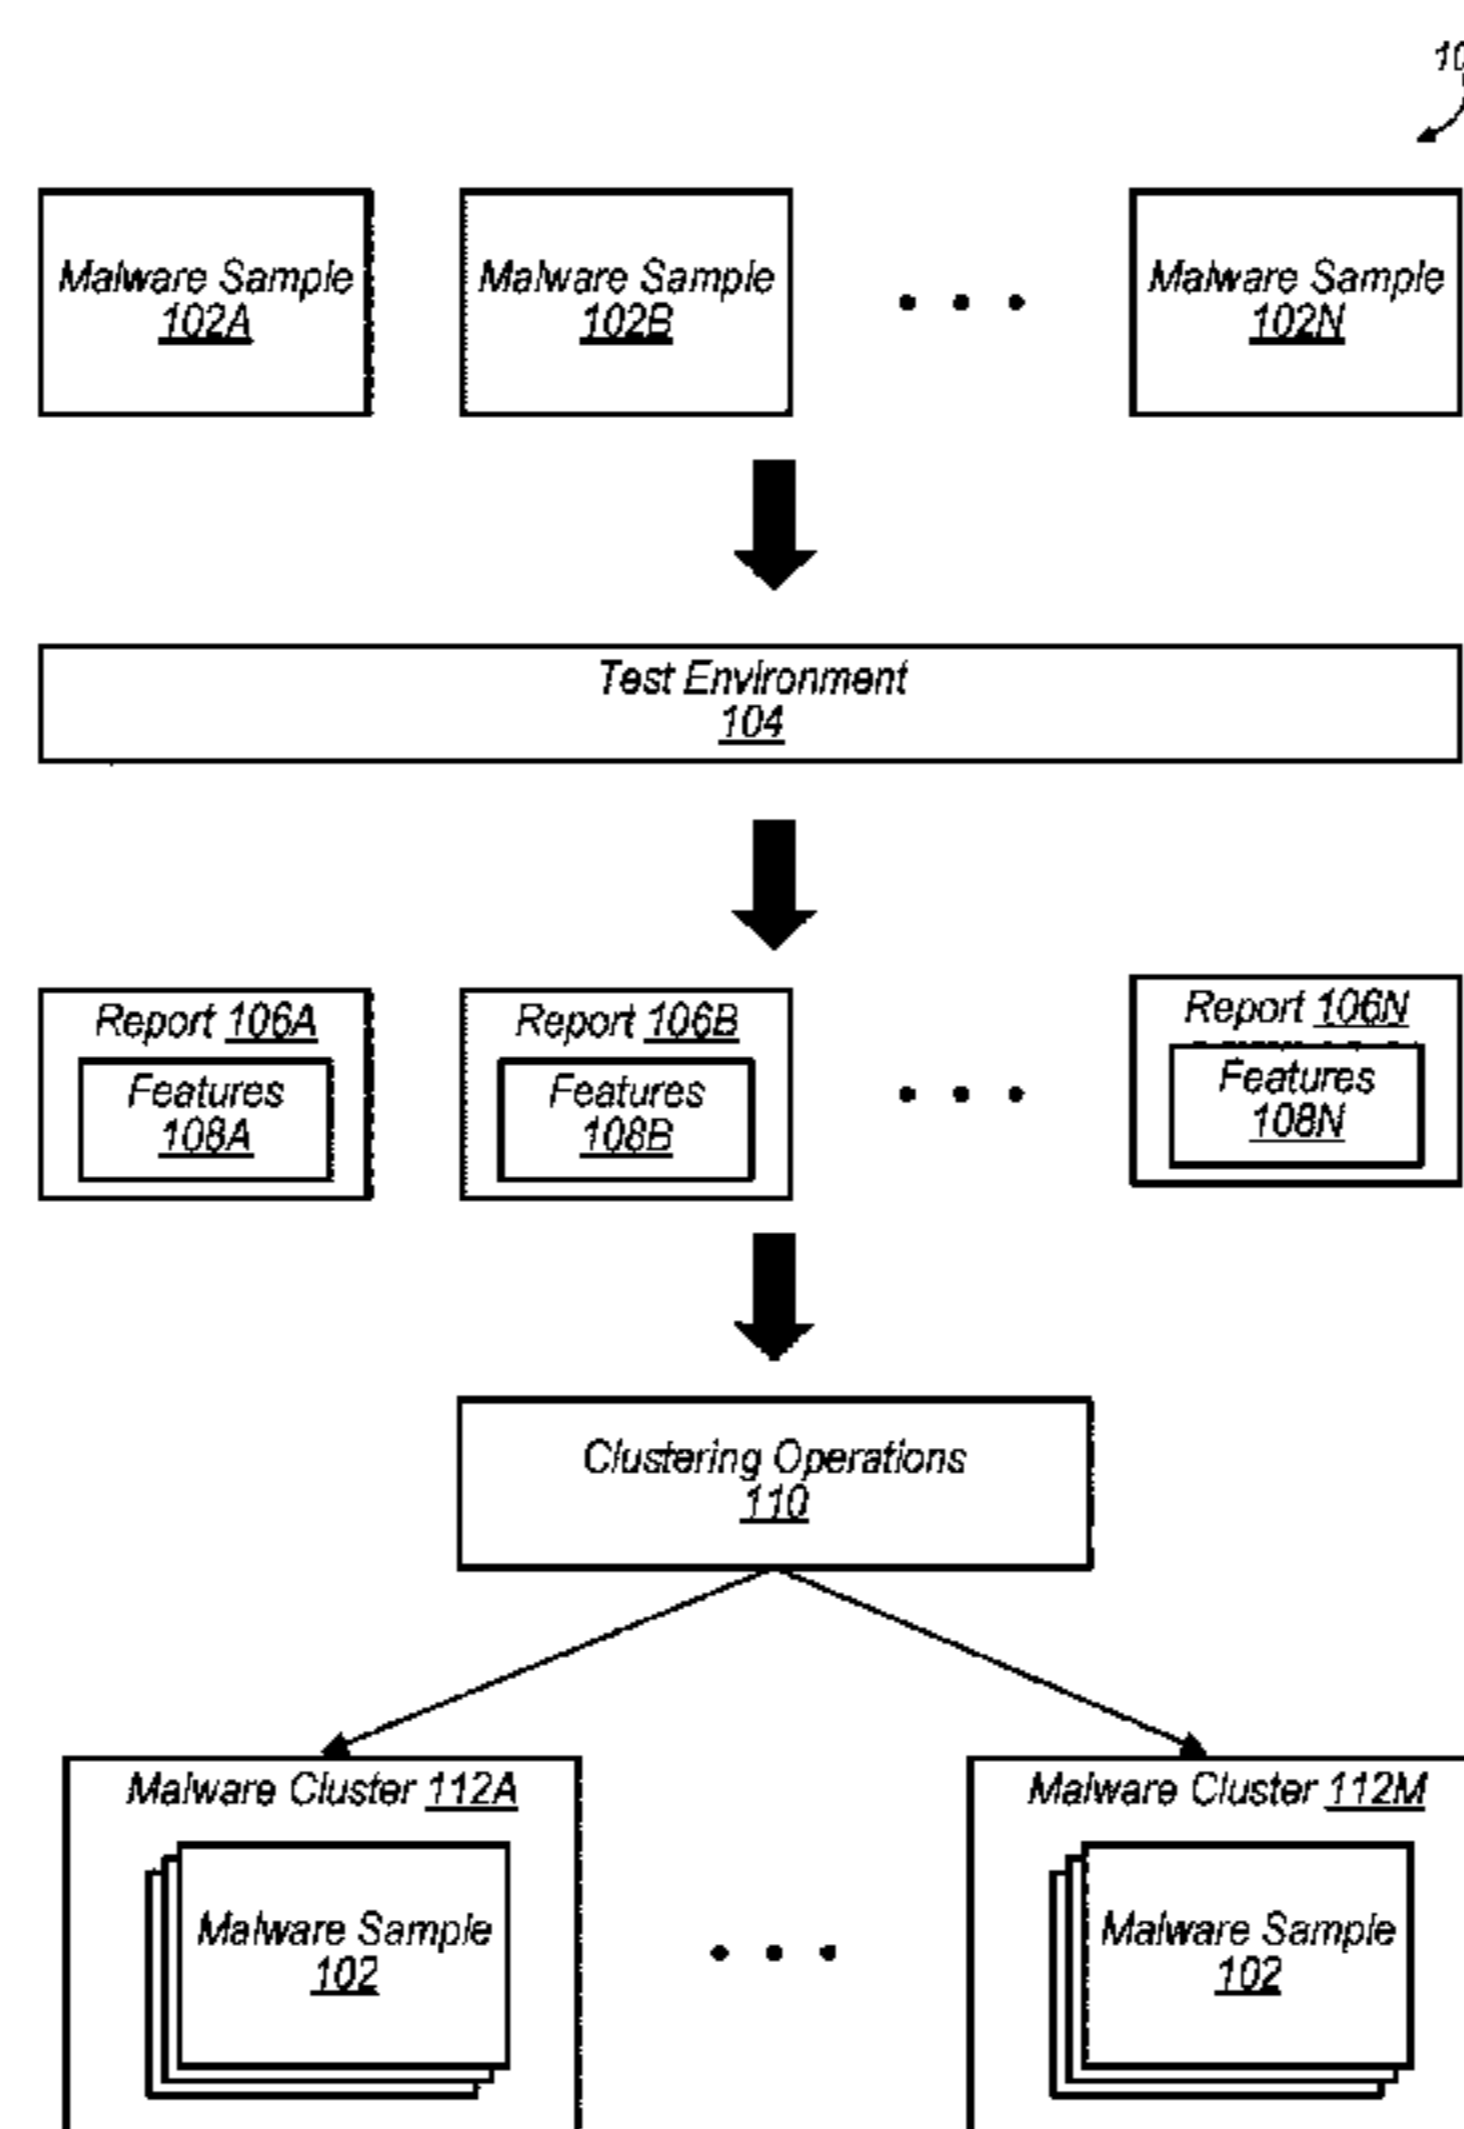 Malware Sample
102A
Malware Sample
102B
Malware Sample
102N
Test Environment
104
Report 106A
Features
108A
Report 106B
Features
108B
Report 106N
Features
108N
Clustering Operations
110
Malware Cluster 112A
Malware Sample
102
Malware Cluster 112M
Malware Sample
102